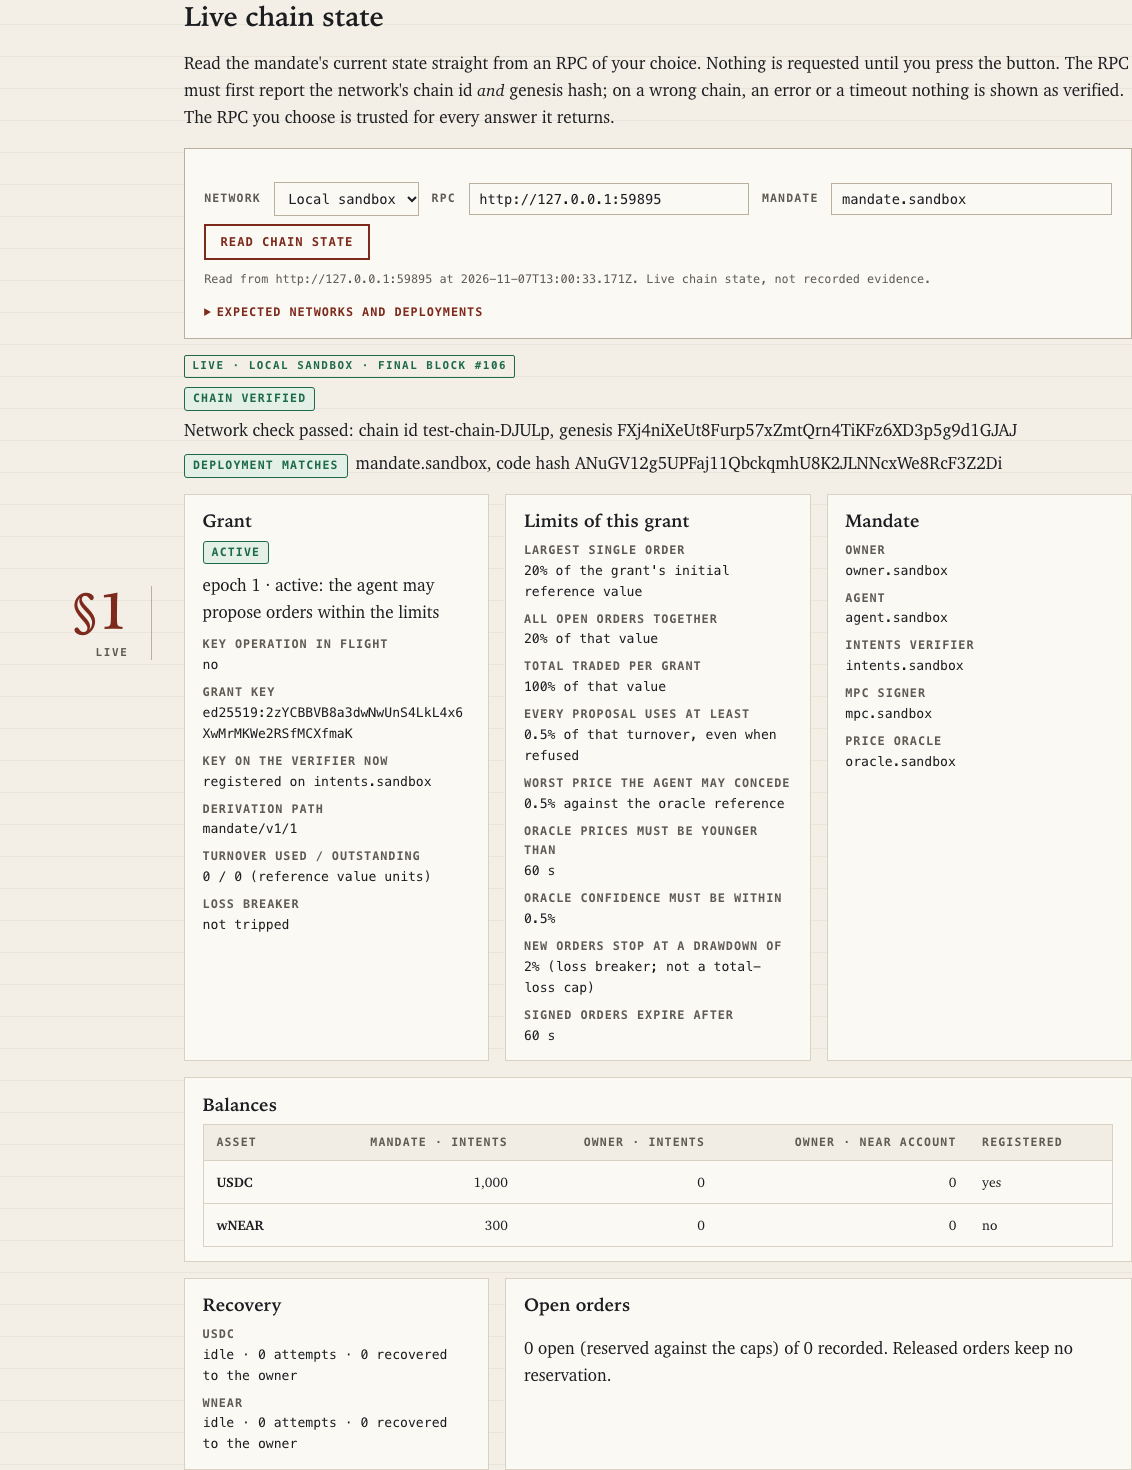 Live chain state
Read the mandate's current state straight from an RPC of your choice. Nothing is requested until you press the button. The RPC
must first report the network's chain id and genesis hash; on a wrong chain, an error or a timeout nothing is shown as verified.
The RPC you choose is trusted for every answer it returns.
NETWORK Local sandbox RPC http://127.0.0.1:59895 MANDATE mandate.sandbox
READ CHAIN STATE
Read from http://127.0.0.1:59895 at 2026-11-07T13:00:33.171Z. Live chain state, not recorded evidence.
▸ EXPECTED NETWORKS AND DEPLOYMENTS
LIVE · LOCAL SANDBOX · FINAL BLOCK #106
CHAIN VERIFIED
Network check passed: chain id test-chain-DJULp, genesis FXj4niXeUt8Furp57xZmtQrn4TiKFz6XD3p5g9d1GJAJ
DEPLOYMENT MATCHES mandate.sandbox, code hash ANuGV12g5UPFaj11QbckqmhU8K2JLNNcxWe8RcF3Z2Di
§1
LIVE
Grant
ACTIVE
epoch 1 · active: the agent may
propose orders within the limits
KEY OPERATION IN FLIGHT
no
GRANT KEY
ed25519:2zYCBBVB8a3dwNwUnS4LkL4x6
XwMrMKWe2RSfMCXfmaK
KEY ON THE VERIFIER NOW
registered on intents.sandbox
DERIVATION PATH
mandate/v1/1
TURNOVER USED / OUTSTANDING
0 / 0 (reference value units)
LOSS BREAKER
not tripped
Limits of this grant
LARGEST SINGLE ORDER
20% of the grant's initial
reference value
ALL OPEN ORDERS TOGETHER
20% of that value
TOTAL TRADED PER GRANT
100% of that value
EVERY PROPOSAL USES AT LEAST
0.5% of that turnover, even when
refused
WORST PRICE THE AGENT MAY CONCEDE
0.5% against the oracle reference
ORACLE PRICES MUST BE YOUNGER
THAN
60 s
ORACLE CONFIDENCE MUST BE WITHIN
0.5%
NEW ORDERS STOP AT A DRAWDOWN OF
2% (loss breaker; not a total-
loss cap)
SIGNED ORDERS EXPIRE AFTER
60 s
Mandate
OWNER
owner.sandbox
AGENT
agent.sandbox
INTENTS VERIFIER
intents.sandbox
MPC SIGNER
mpc.sandbox
PRICE ORACLE
oracle.sandbox
Balances
ASSET MANDATE · INTENTS OWNER · INTENTS OWNER · NEAR ACCOUNT REGISTERED
USDC 1,000 0 0 yes
wNEAR 300 0 0 no
Recovery
USDC
idle · 0 attempts · 0 recovered
to the owner
WNEAR
idle · 0 attempts · 0 recovered
to the owner
Open orders
0 open (reserved against the caps) of 0 recorded. Released orders keep no
reservation.